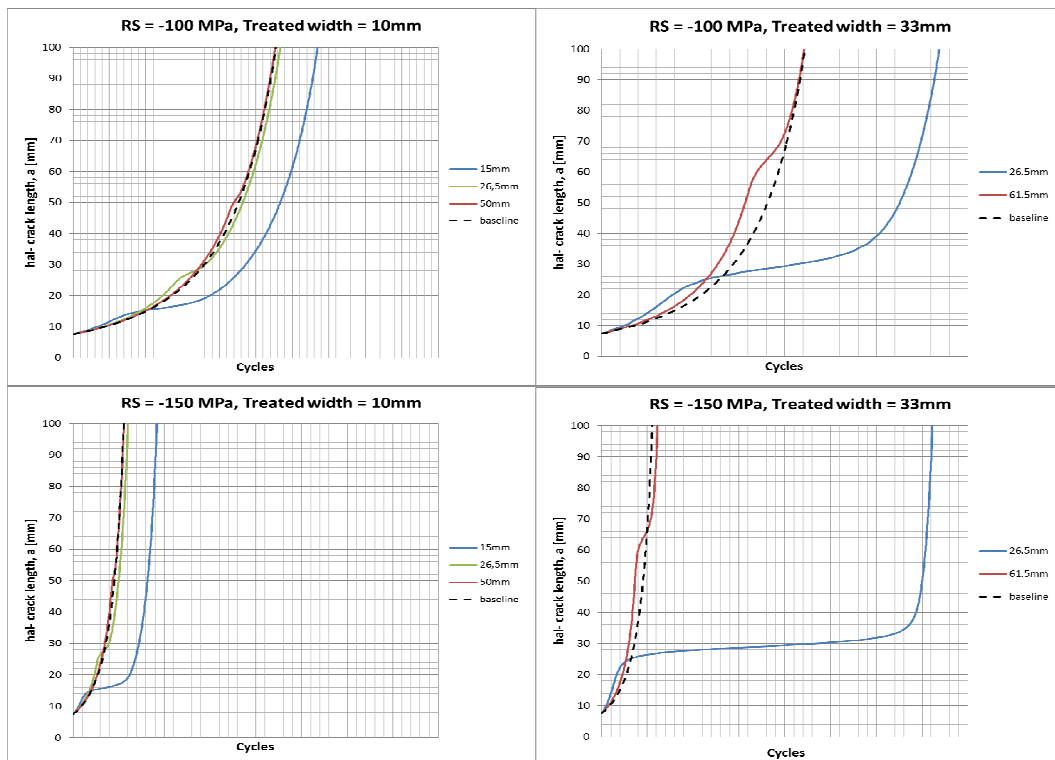 RS = -100 MPa, Treated width = 10mm
100
90
80
70
60
50
40
30
20
10
0
hal- crack length, a [mm]
Cycles
15mm
26,5mm
50mm
baseline
RS = -100 MPa, Treated width = 33mm
100
90
80
70
60
50
40
30
20
10
0
hal- crack length, a [mm]
Cycles
26.5mm
61.5mm
baseline
RS = -150 MPa, Treated width = 10mm
100
90
80
70
60
50
40
30
20
10
0
hal- crack length, a [mm]
Cycles
15mm
26,5mm
50mm
baseline
RS = -150 MPa, Treated width = 33mm
100
90
80
70
60
50
40
30
20
10
0
hal- crack length, a [mm]
Cycles
26.5mm
61.5mm
baseline